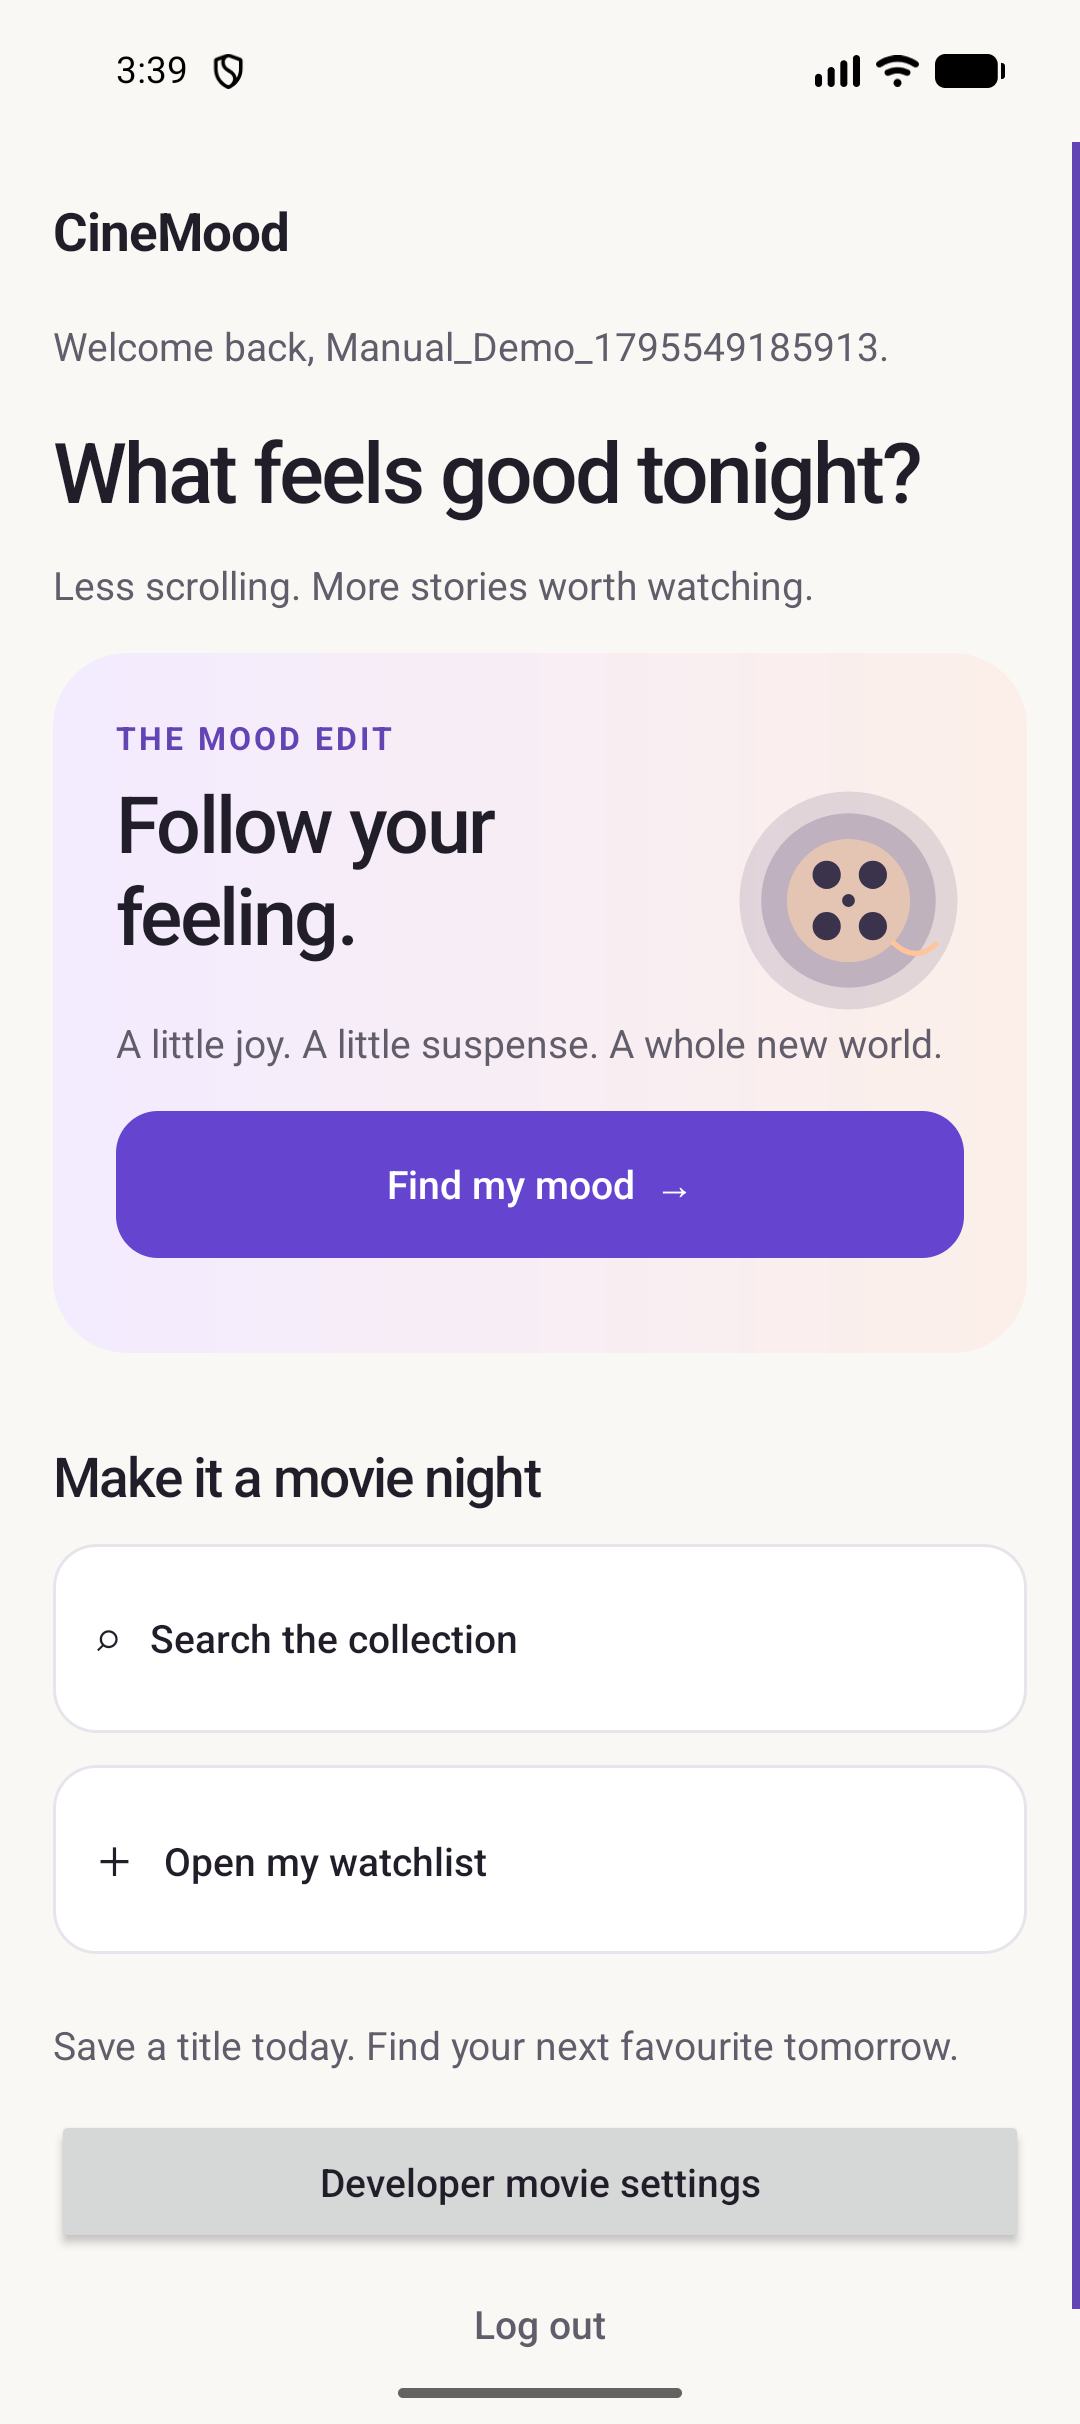 3:39
CineMood
Welcome back, Manual_Demo_1795549185913.
What feels good tonight?
Less scrolling. More stories worth watching.
THE MOOD EDIT
Follow your
feeling.
A little joy. A little suspense. A whole new world.
Find my mood →
Make it a movie night
Search the collection
+ Open my watchlist
Save a title today. Find your next favourite tomorrow.
Developer movie settings
Log out